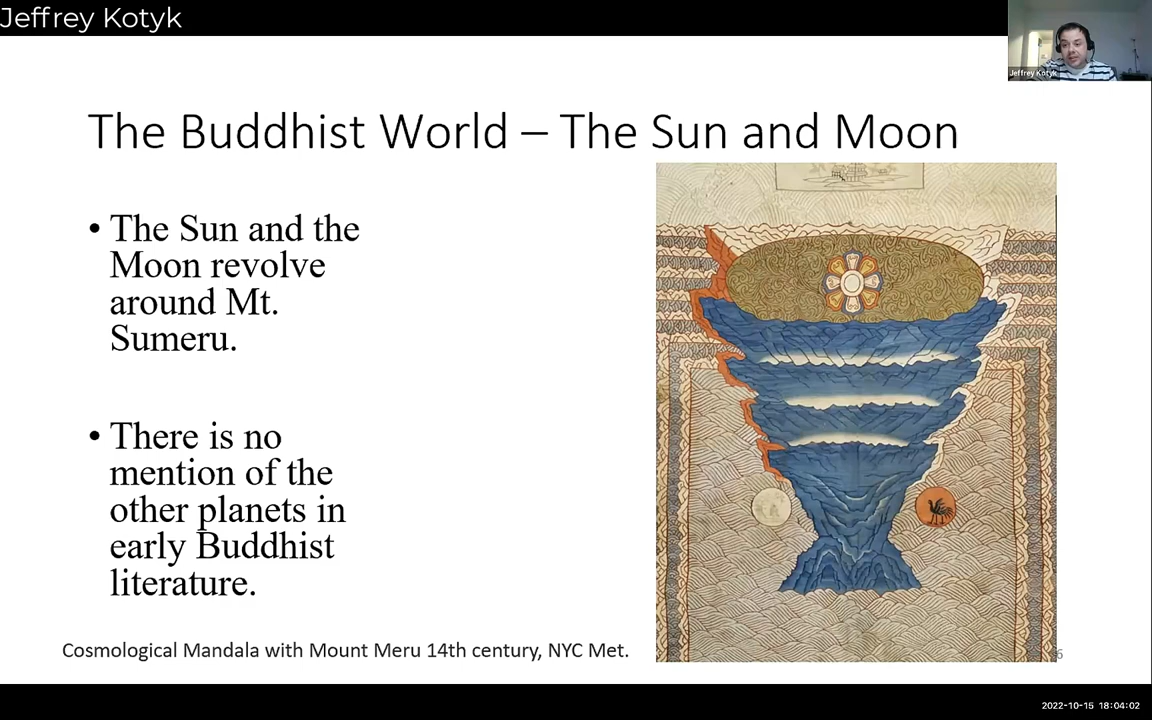 Jeffrey Kotyk
Jeffrey Kotyk
The Buddhist World – The Sun and Moon
• The Sun and the
Moon revolve
around Mt.
Sumeru.
• There is no
mention of the
other planets in
early Buddhist
literature.
Cosmological Mandala with Mount Meru 14th century, NYC Met.
6
2022-10-15 18:04:02